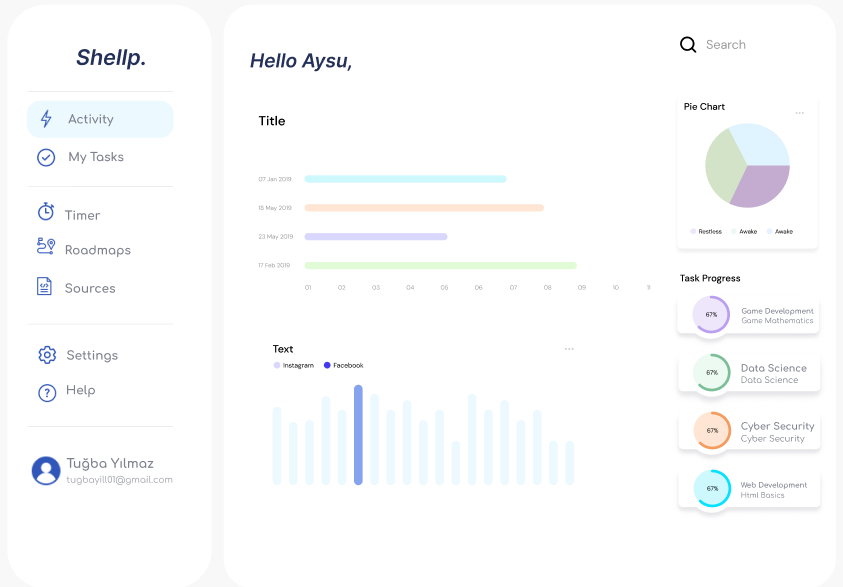 Shellp.
Activity
My Tasks
Timer
Roadmaps
Sources
Settings
Help
Tuğba Yılmaz
tugbayill01@gmail.com
Hello Aysu,
Search
Title
07 Jan 2019
16 May 2019
23 May 2019
17 Feb 2019
01 02 03 04 05 06 07 08 09 10 11
Text
Instagram Facebook
Pie Chart
Restless Awake Awake
Task Progress
67%
Game Development
Game Mathematics
67%
Data Science
Data Science
67%
Cyber Security
Cyber Security
67%
Web Development
Html Basics